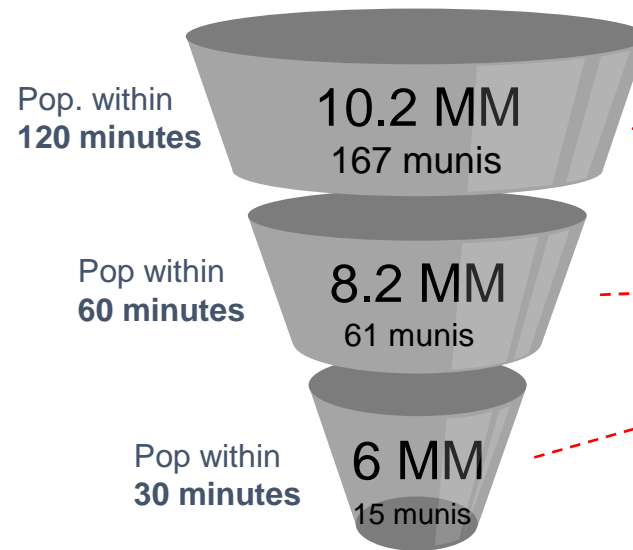 Pop. within
120 minutes
10.2 MM
167 munis
Pop within
60 minutes
8.2 MM
61 munis
Pop within
30 minutes
6 MM
15 munis